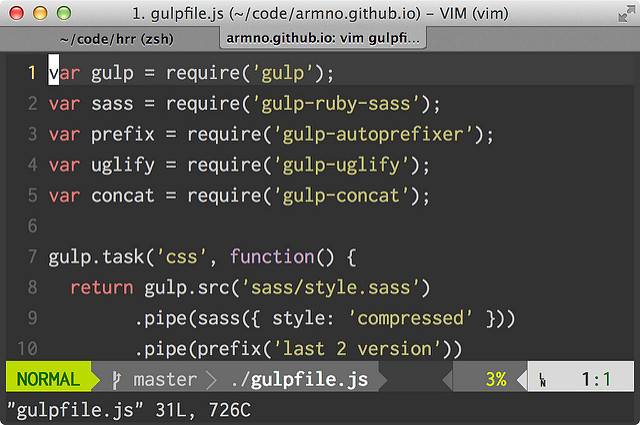 1. gulpfile.js (~/code/armno.github.io) – VIM (vim)
~/code/hrr (zsh) armno.github.io: vim gulpfi...
1 var gulp = require('gulp');
2 var sass = require('gulp-ruby-sass');
3 var prefix = require('gulp-autoprefixer');
4 var uglify = require('gulp-uglify');
5 var concat = require('gulp-concat');
6
7 gulp.task('css', function() {
8   return gulp.src('sass/style.sass')
9         .pipe(sass({ style: 'compressed' }))
10         .pipe(prefix('last 2 version'))
NORMAL master ./gulpfile.js 3% LN 1:1
"gulpfile.js" 31L, 726C